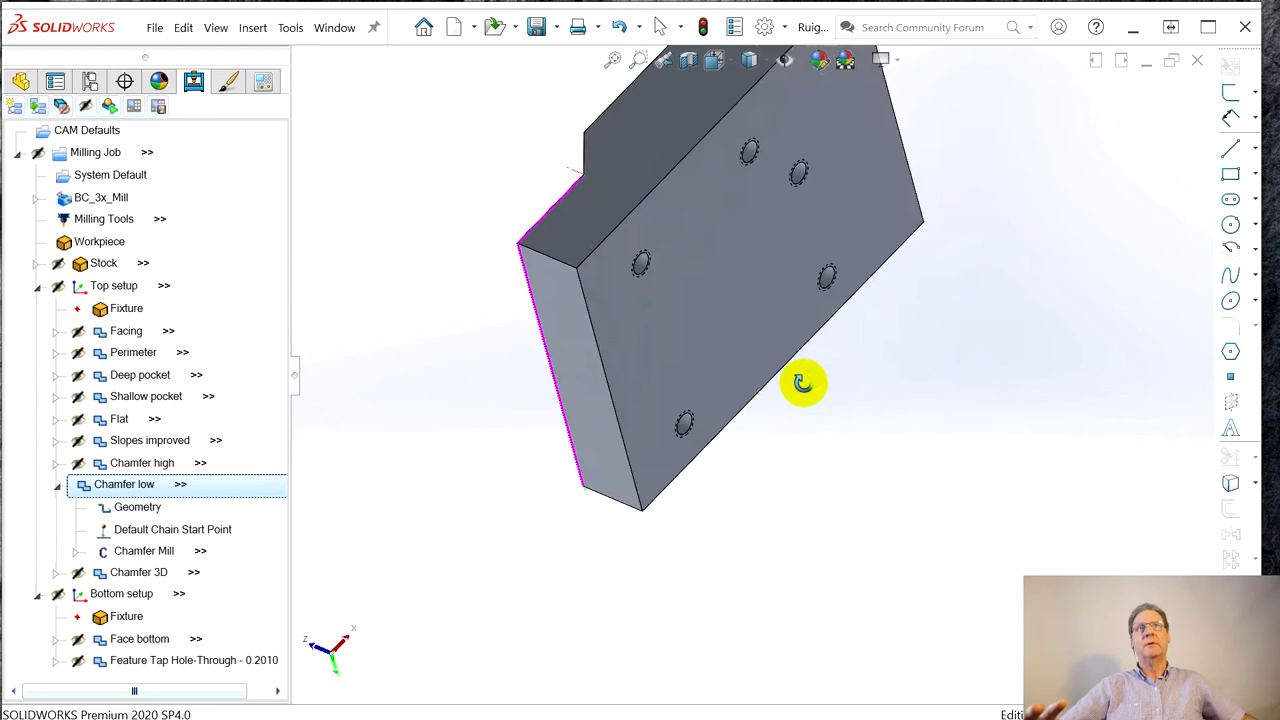 SOLIDWORKS File Edit View Insert Tools Window Ruig... Search Community Forum
CAM Defaults
Milling Job >>
System Default
BC_3x_Mill
Milling Tools >>
Workpiece
Stock >>
Top setup >>
Fixture
Facing >>
Perimeter >>
Deep pocket >>
Shallow pocket >>
Flat >>
Slopes improved >>
Chamfer high >>
Chamfer low >>
Geometry
Default Chain Start Point
C Chamfer Mill >>
Chamfer 3D >>
Bottom setup >>
Fixture
Face bottom >>
Feature Tap Hole-Through - 0.2010
Z X Y
SOLIDWORKS Premium 2020 SP4.0 Editi